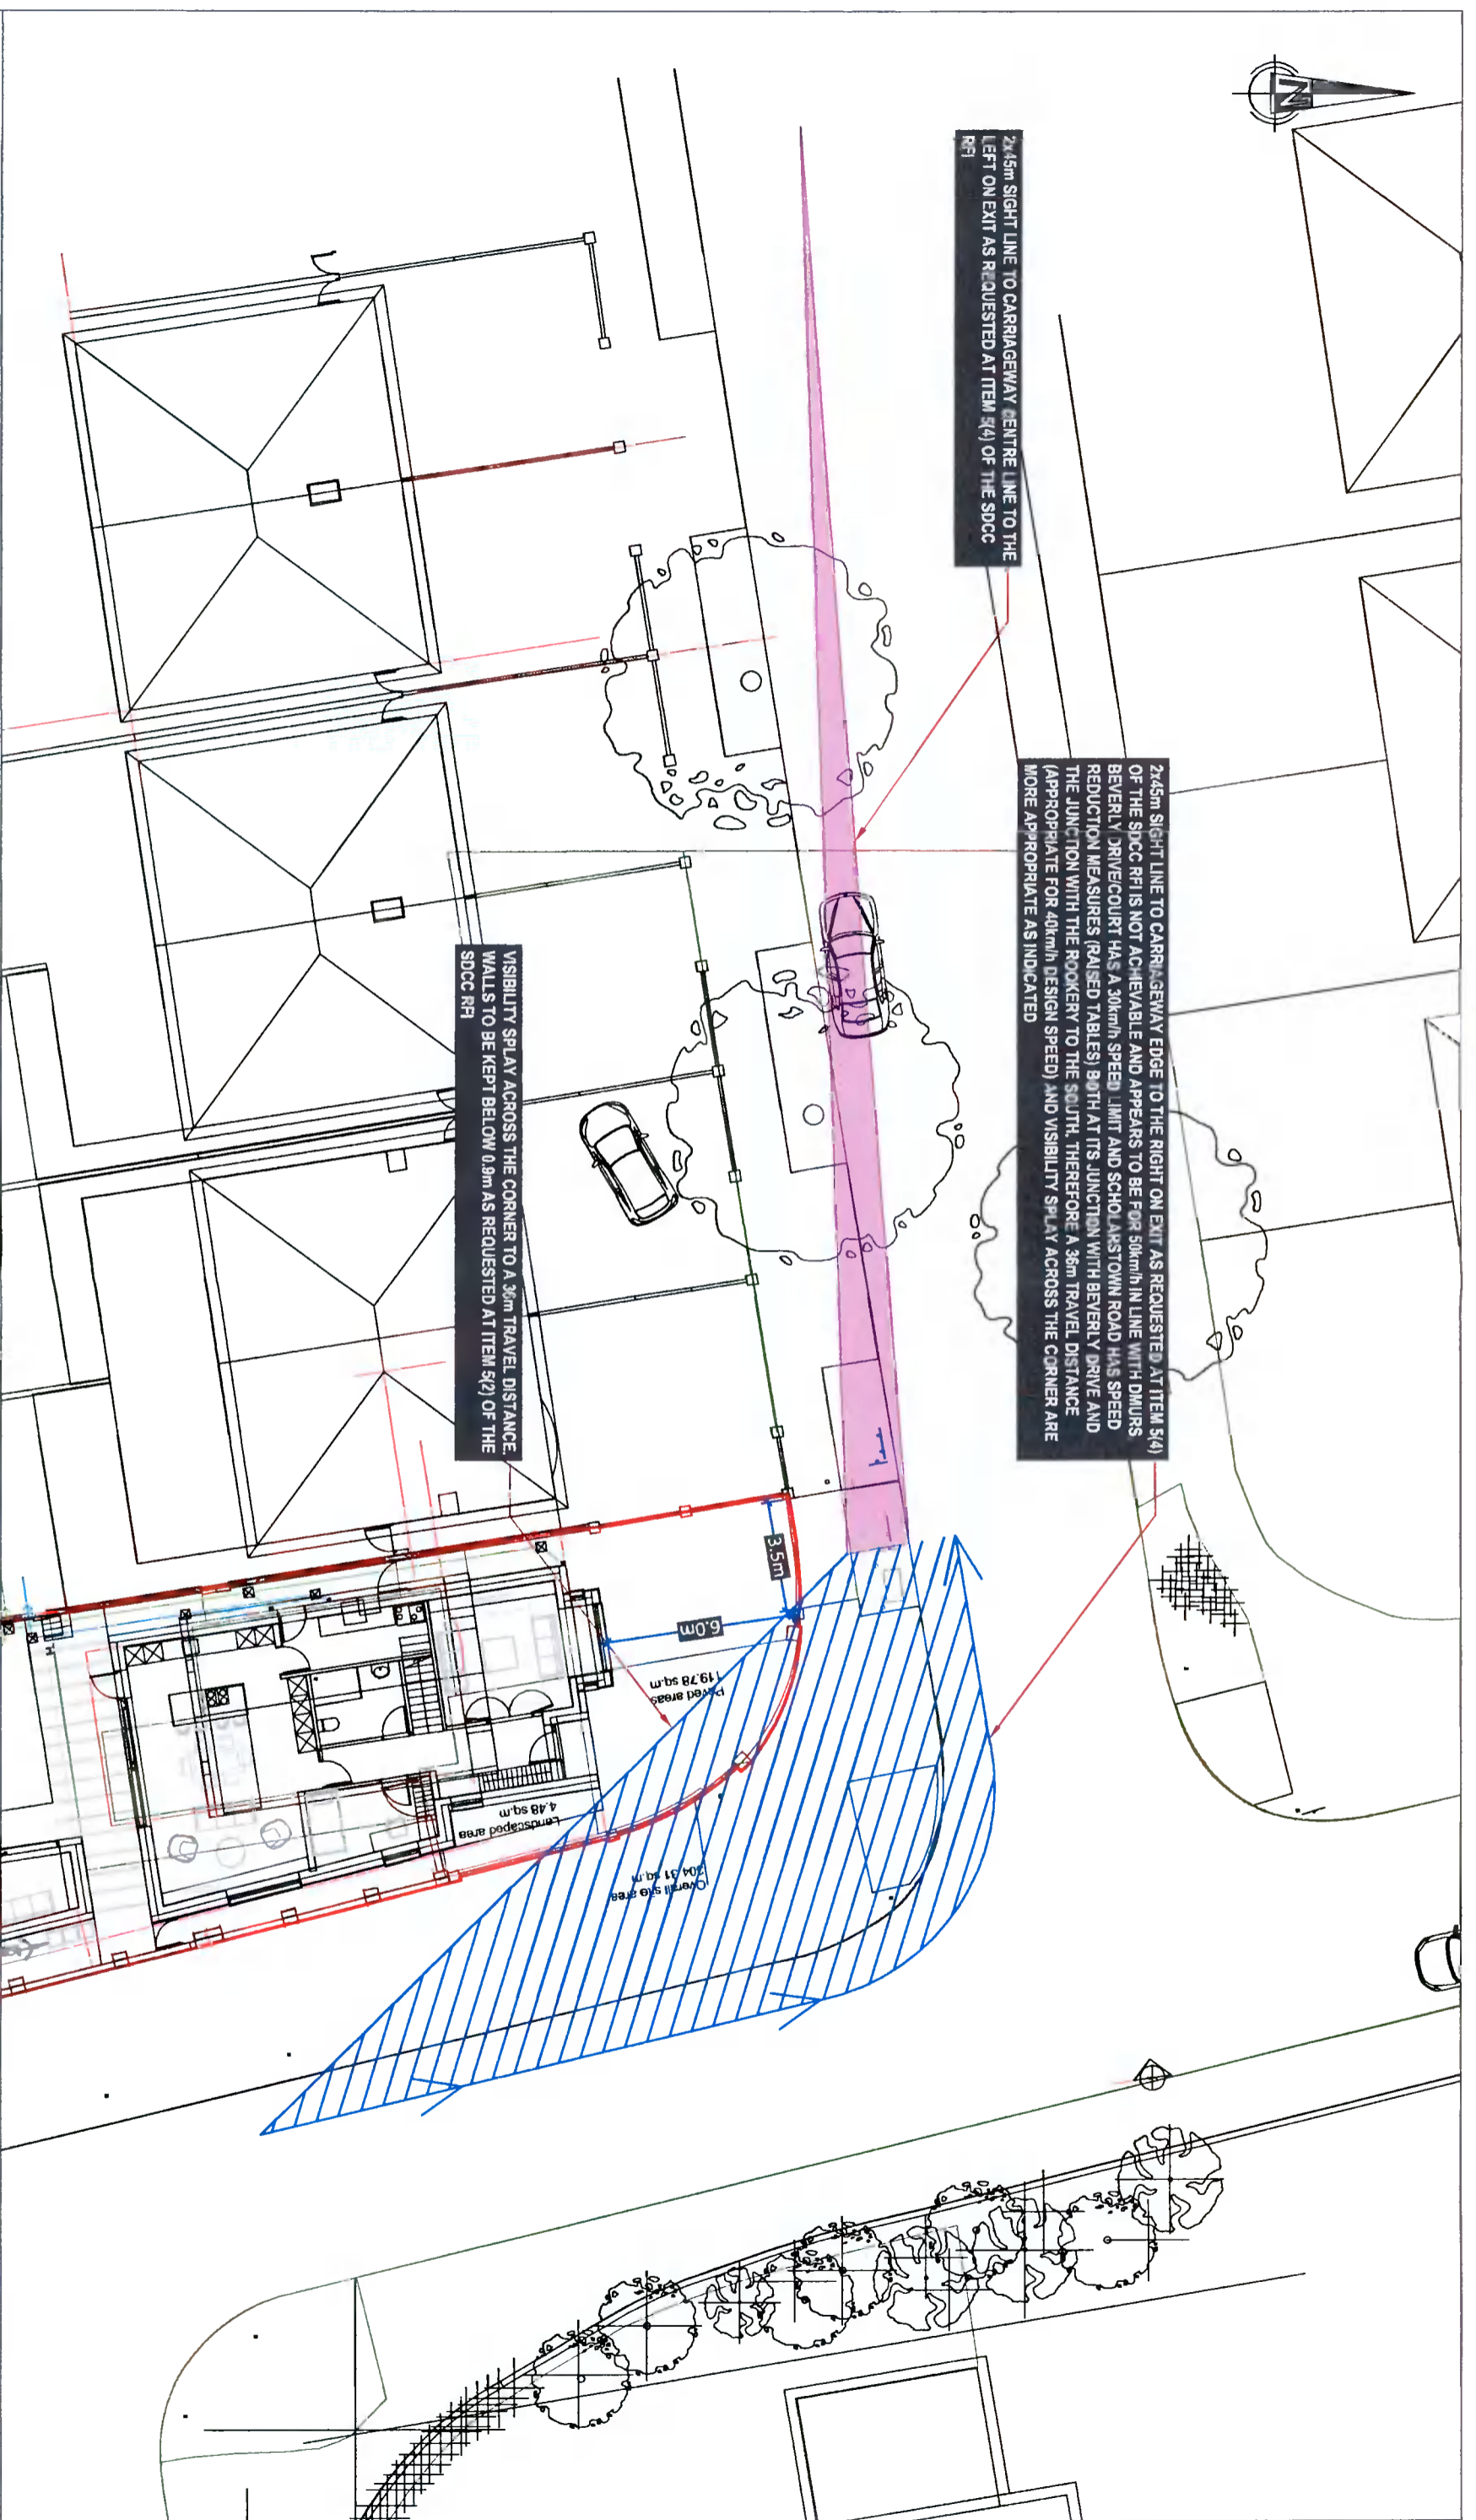 N
2x45m SIGHT LINE TO CARRIAGEWAY CENTRE LINE TO THE
LEFT ON EXIT AS REQUESTED AT ITEM 5(4) OF THE SDCC
RFI
2x45m SIGHT LINE TO CARRIAGEWAY EDGE TO THE RIGHT ON EXIT AS REQUESTED AT ITEM 5(4)
OF THE SDCC RFI IS NOT ACHIEVABLE AND APPEARS TO BE FOR 50km/h IN LINE WITH DMURS
BEVERLY DRIVE/COURT HAS A 30km/h SPEED LIMIT AND SCHOLARSTOWN ROAD HAS SPEED
REDUCTION MEASURES (RAISED TABLES) BOTH AT ITS JUNCTION WITH BEVERLY DRIVE AND
THE JUNCTION WITH THE ROOKERY TO THE SOUTH. THEREFORE A 36m TRAVEL DISTANCE
(APPROPRIATE FOR 40km/h DESIGN SPEED) AND VISIBILITY SPLAY ACROSS THE CORNER ARE
MORE APPROPRIATE AS INDICATED
VISIBILITY SPLAY ACROSS THE CORNER TO A 36m TRAVEL DISTANCE.
WALLS TO BE KEPT BELOW 0.9m AS REQUESTED AT ITEM 5(2) OF THE
SDCC RFI
3.5m
6.0m
Paved areas
119.78 sq.m
Landscaped area
4.48 sq.m
Overall site area
304.31 sq.m